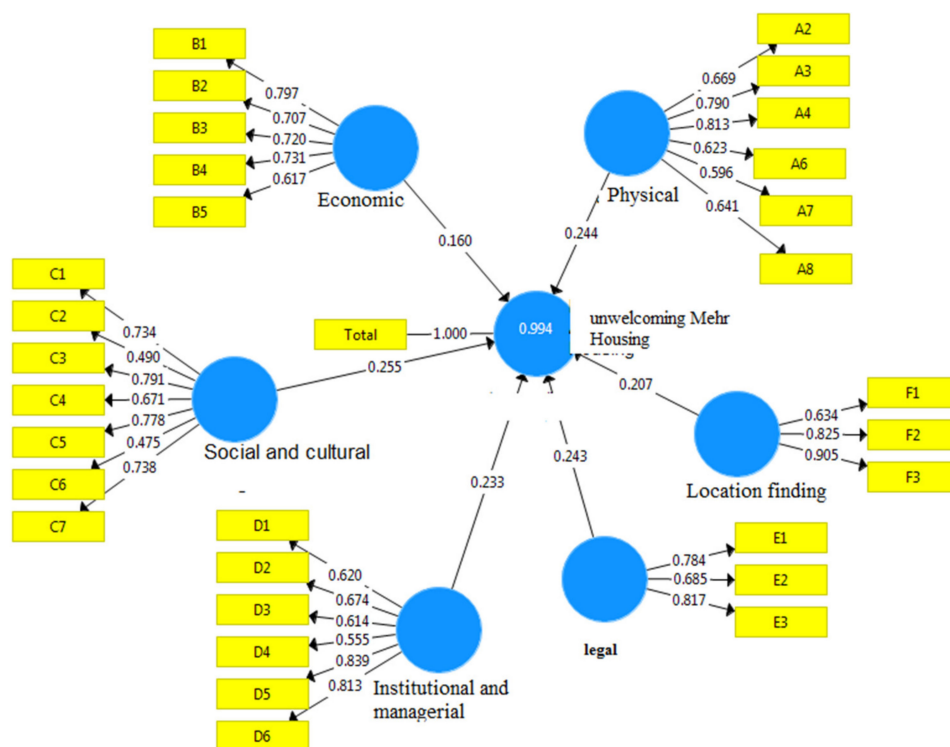 B1
B2
B3
B4
B5
0.797
0.707
0.720
0.731
0.617
Economic
A2
A3
A4
A6
A7
A8
0.669
0.790
0.813
0.623
0.596
0.641
Physical
0.160
0.244
C1
C2
C3
C4
C5
C6
C7
0.734
0.490
0.791
0.671
0.778
0.475
0.738
Social and cultural
Total
1.000
0.994
unwelcoming Mehr
Housing
0.255
0.207
0.233
0.243
F1
F2
F3
0.634
0.825
0.905
Location finding
D1
D2
D3
D4
D5
D6
0.620
0.674
0.614
0.555
0.839
0.813
Institutional and
managerial
E1
E2
E3
0.784
0.685
0.817
legal